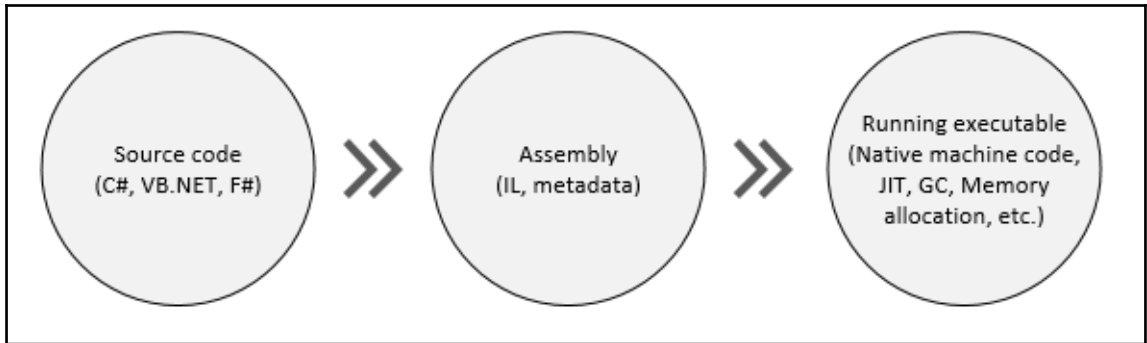 Source code
(C#, VB.NET, F#)
Assembly
(IL, metadata)
Running executable
(Native machine code,
JIT, GC, Memory
allocation, etc.)